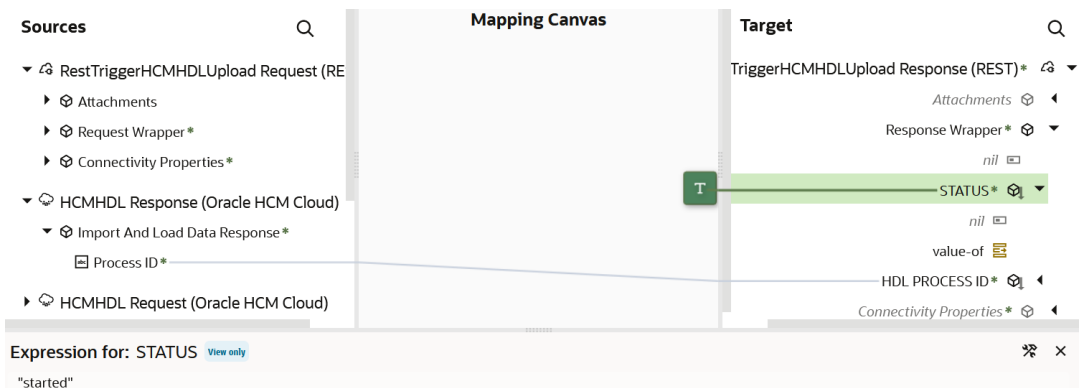 Sources
Mapping Canvas
Target
RestTriggerHCMHDLUpload Request (RE
TriggerHCMHDLUpload Response (REST)*
Attachments
Attachments
Request Wrapper*
Response Wrapper*
Connectivity Properties*
nil
T
STATUS*
HCMHDL Response (Oracle HCM Cloud)
nil
Import And Load Data Response*
value-of
Process ID*
HDL PROCESS ID*
HCMHDL Request (Oracle HCM Cloud)
Connectivity Properties*
Expression for: STATUS View only
"started"